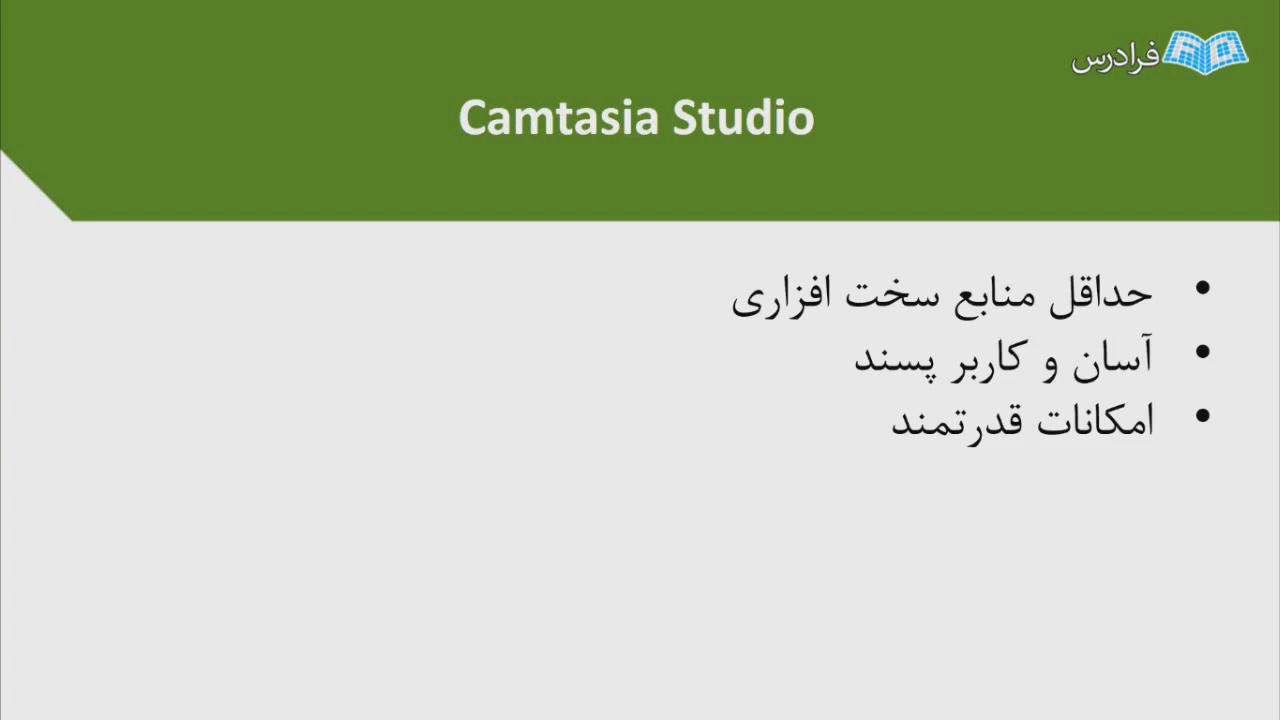 فرادرس
Camtasia Studio
• حداقل منابع سخت افزاری
• آسان و کاربر پسند
• امکانات قدرتمند